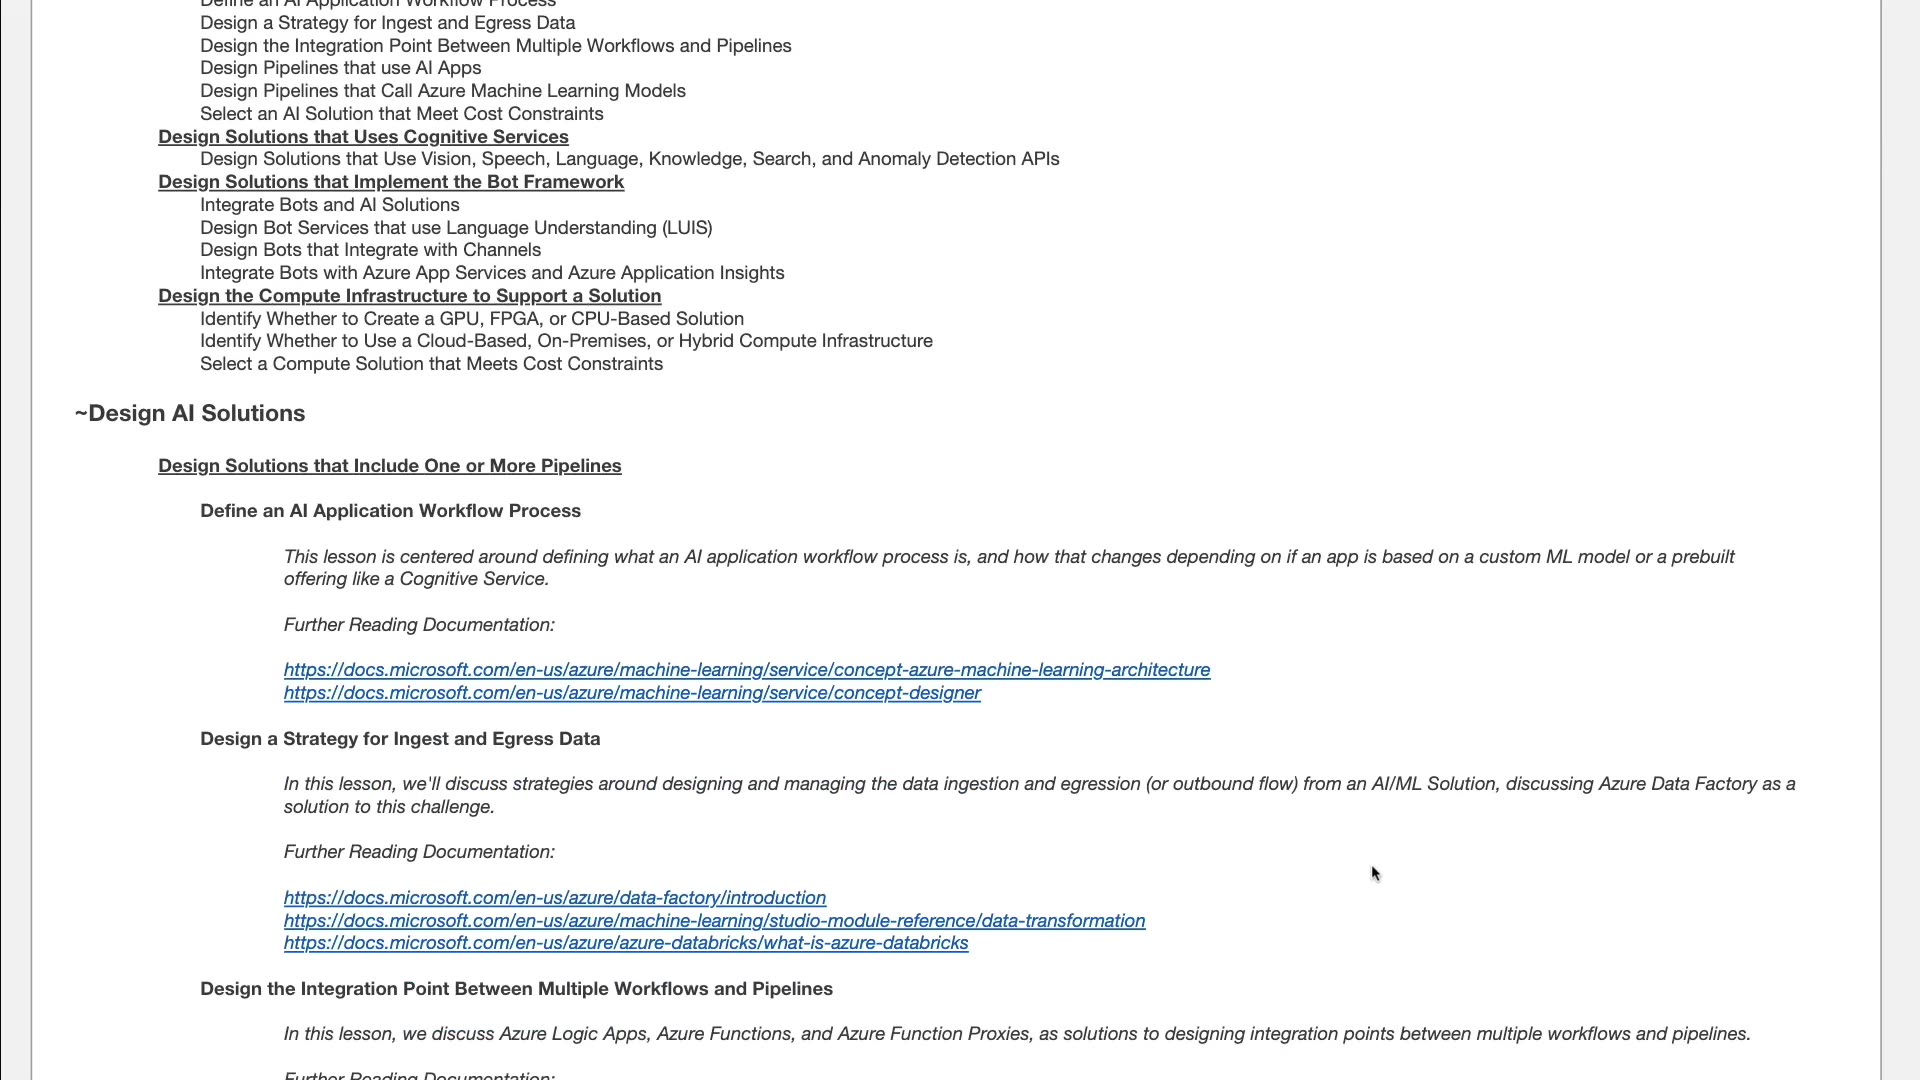 Define an AI Application Workflow Process
Design a Strategy for Ingest and Egress Data
Design the Integration Point Between Multiple Workflows and Pipelines
Design Pipelines that use AI Apps
Design Pipelines that Call Azure Machine Learning Models
Select an AI Solution that Meet Cost Constraints
Design Solutions that Uses Cognitive Services
Design Solutions that Use Vision, Speech, Language, Knowledge, Search, and Anomaly Detection APIs
Design Solutions that Implement the Bot Framework
Integrate Bots and AI Solutions
Design Bot Services that use Language Understanding (LUIS)
Design Bots that Integrate with Channels
Integrate Bots with Azure App Services and Azure Application Insights
Design the Compute Infrastructure to Support a Solution
Identify Whether to Create a GPU, FPGA, or CPU-Based Solution
Identify Whether to Use a Cloud-Based, On-Premises, or Hybrid Compute Infrastructure
Select a Compute Solution that Meets Cost Constraints
~Design AI Solutions
Design Solutions that Include One or More Pipelines
Define an AI Application Workflow Process
This lesson is centered around defining what an AI application workflow process is, and how that changes depending on if an app is based on a custom ML model or a prebuilt
offering like a Cognitive Service.
Further Reading Documentation:
https://docs.microsoft.com/en-us/azure/machine-learning/service/concept-azure-machine-learning-architecture
https://docs.microsoft.com/en-us/azure/machine-learning/service/concept-designer
Design a Strategy for Ingest and Egress Data
In this lesson, we'll discuss strategies around designing and managing the data ingestion and egression (or outbound flow) from an AI/ML Solution, discussing Azure Data Factory as a
solution to this challenge.
Further Reading Documentation:
https://docs.microsoft.com/en-us/azure/data-factory/introduction
https://docs.microsoft.com/en-us/azure/machine-learning/studio-module-reference/data-transformation
https://docs.microsoft.com/en-us/azure/azure-databricks/what-is-azure-databricks
Design the Integration Point Between Multiple Workflows and Pipelines
In this lesson, we discuss Azure Logic Apps, Azure Functions, and Azure Function Proxies, as solutions to designing integration points between multiple workflows and pipelines.
Further Reading Documentation: